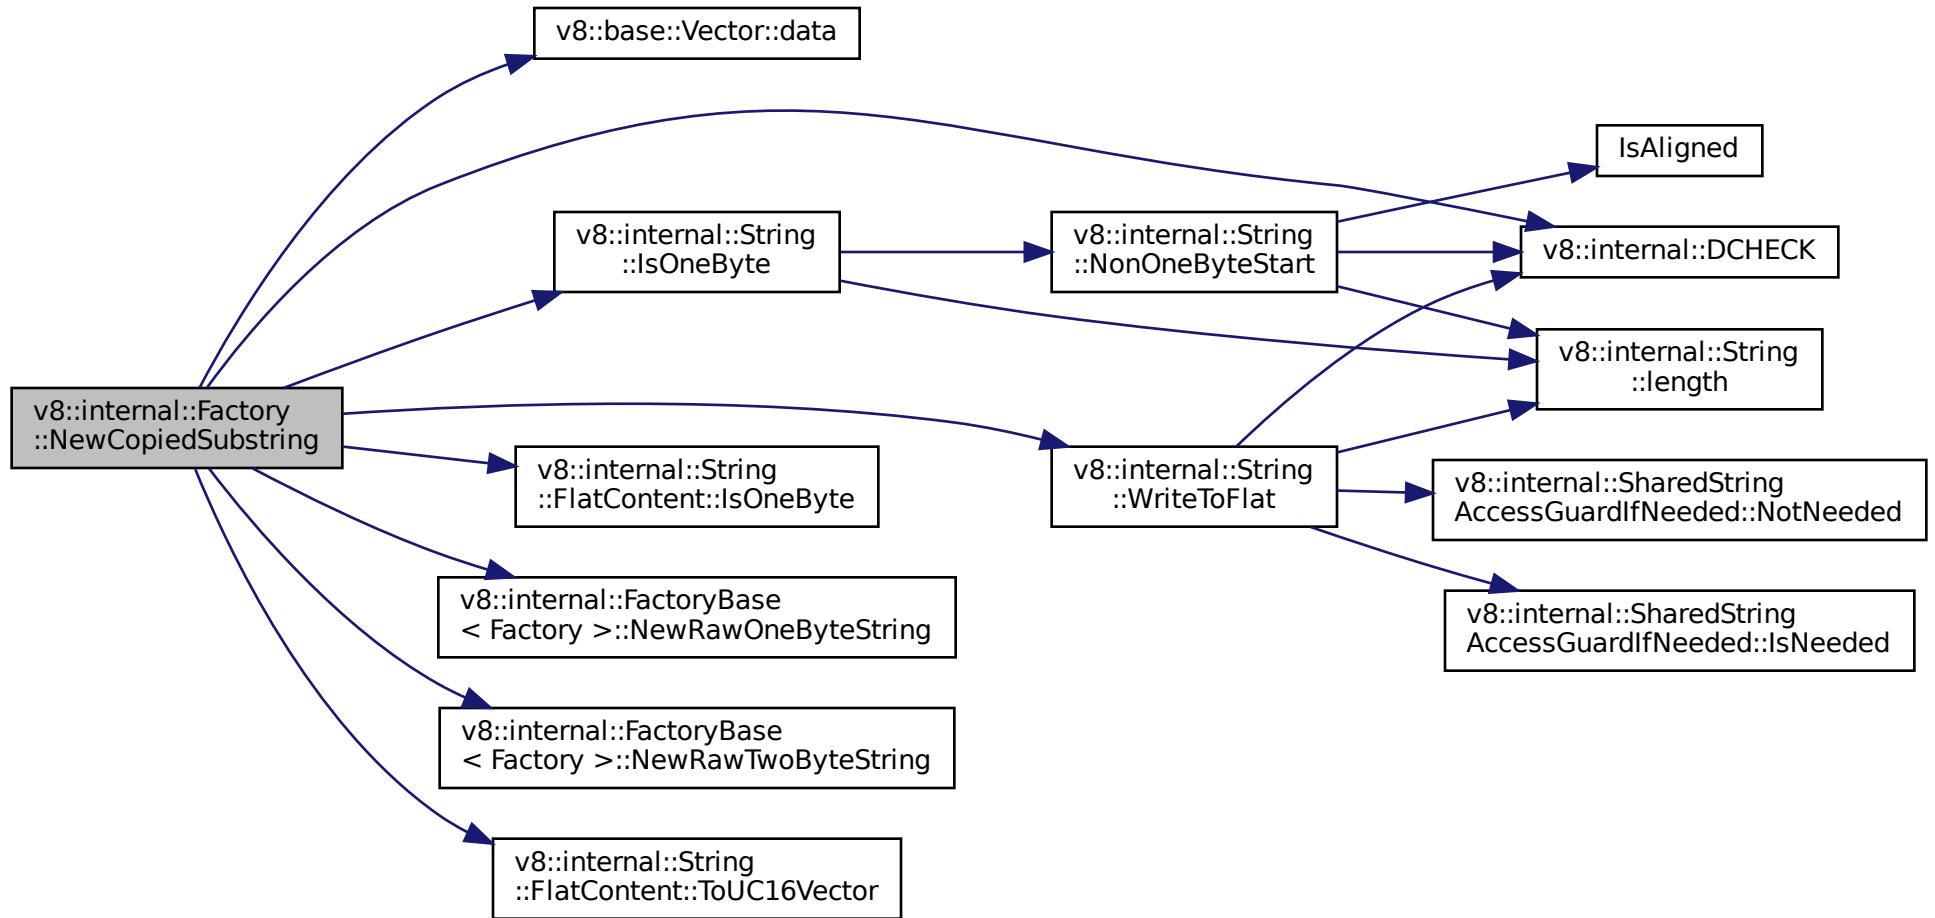 v8::base::Vector::data
IsAligned
v8::internal::String
::IsOneByte
v8::internal::String
::NonOneByteStart
v8::internal::DCHECK
v8::internal::String
::length
v8::internal::Factory
::NewCopiedSubstring
v8::internal::String
::FlatContent::IsOneByte
v8::internal::String
::WriteToFlat
v8::internal::SharedString
AccessGuardIfNeeded::NotNeeded
v8::internal::FactoryBase
< Factory >::NewRawOneByteString
v8::internal::SharedString
AccessGuardIfNeeded::IsNeeded
v8::internal::FactoryBase
< Factory >::NewRawTwoByteString
v8::internal::String
::FlatContent::ToUC16Vector